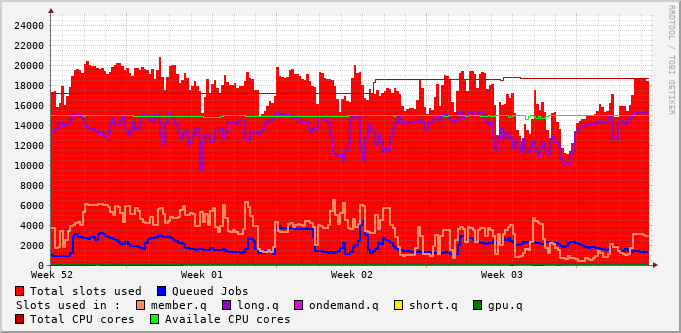 24000
22000
20000
18000
16000
14000
12000
10000
8000
6000
4000
2000
0
Week 52 Week 01 Week 02 Week 03
Total slots used Queued Jobs
Slots used in : member.q long.q ondemand.q short.q gpu.q
Total CPU cores Availale CPU cores
RRDTOOL / TOBI OETIKER